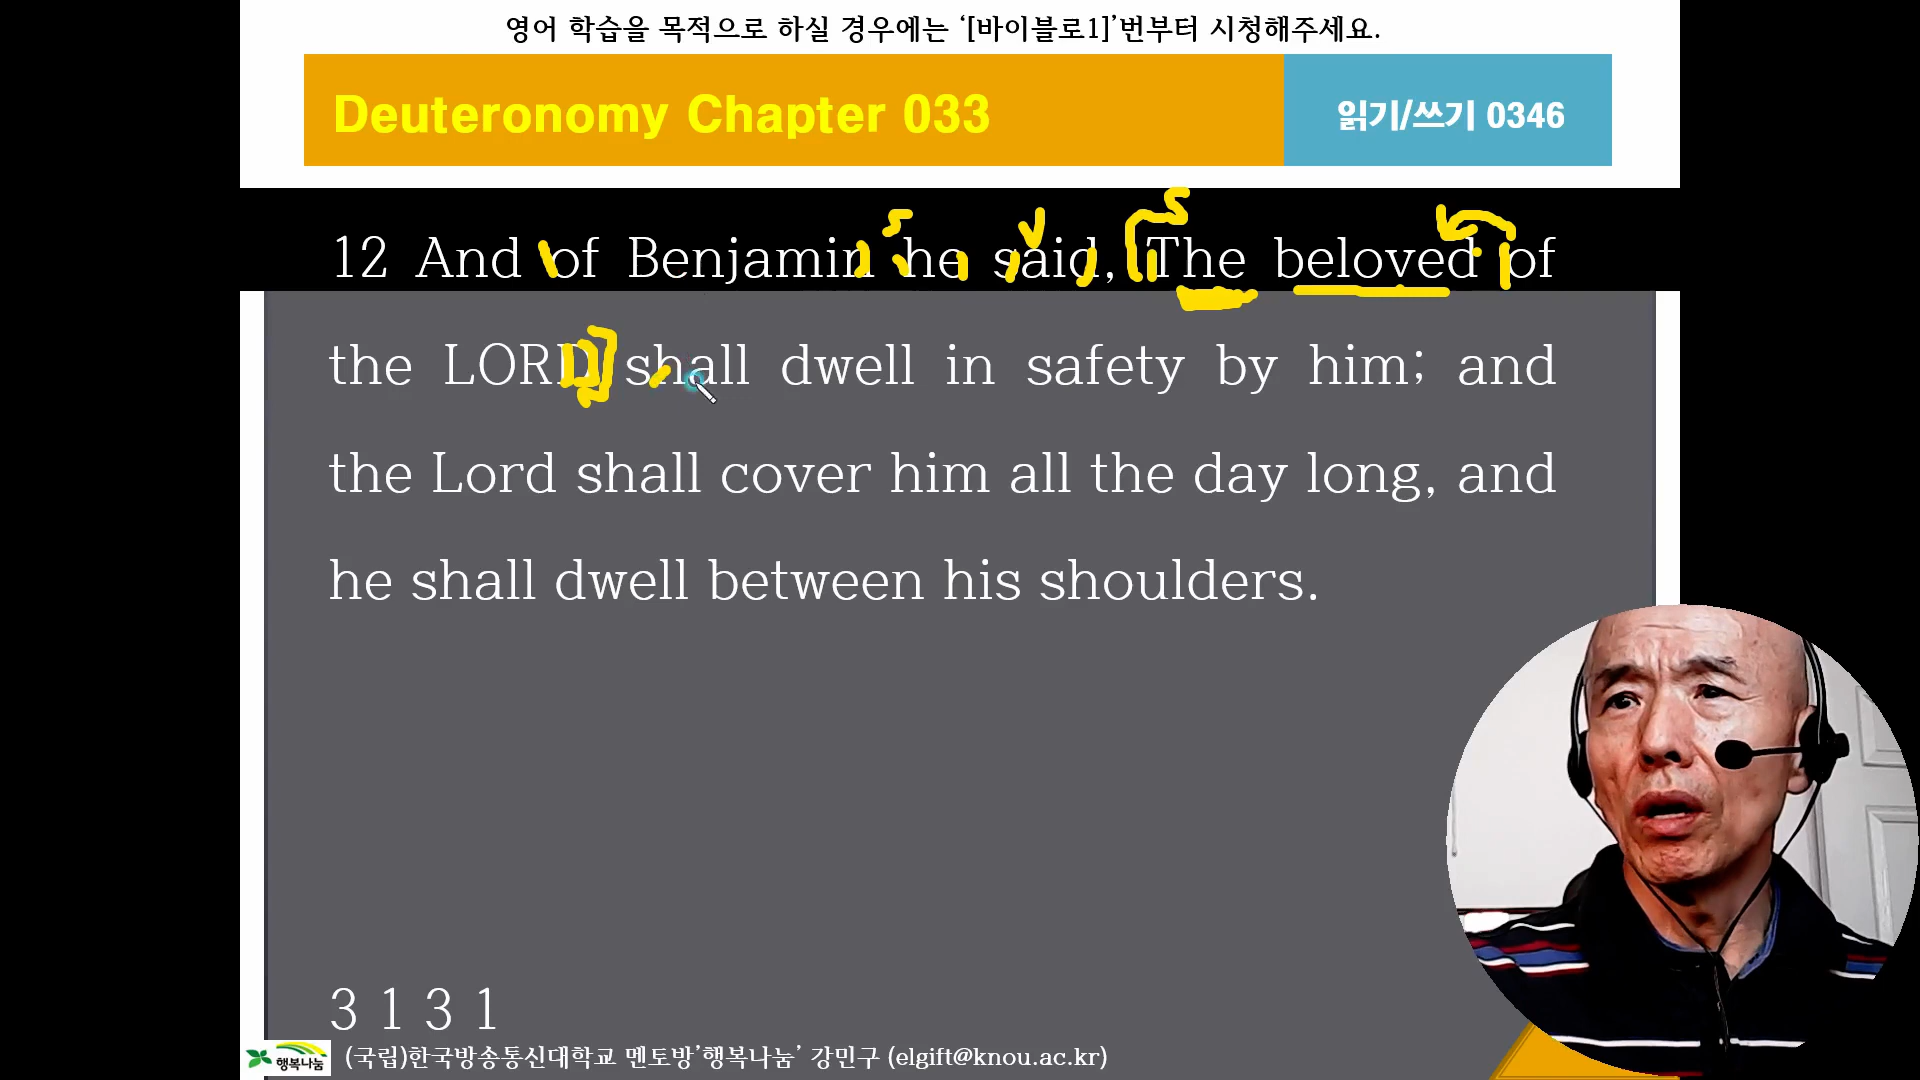 영어 학습을 목적으로 하실 경우에는 ‘[바이블로1]’번부터 시청해주세요.
Deuteronomy Chapter 033
읽기/쓰기 0346
12 And of Benjamin he said, The beloved of
the LORD shall dwell in safety by him; and
the Lord shall cover him all the day long, and
he shall dwell between his shoulders.
3 1 3 1
행복나눔
(국립)한국방송통신대학교 멘토방’행복나눔’ 강민구 (elgift@knou.ac.kr)